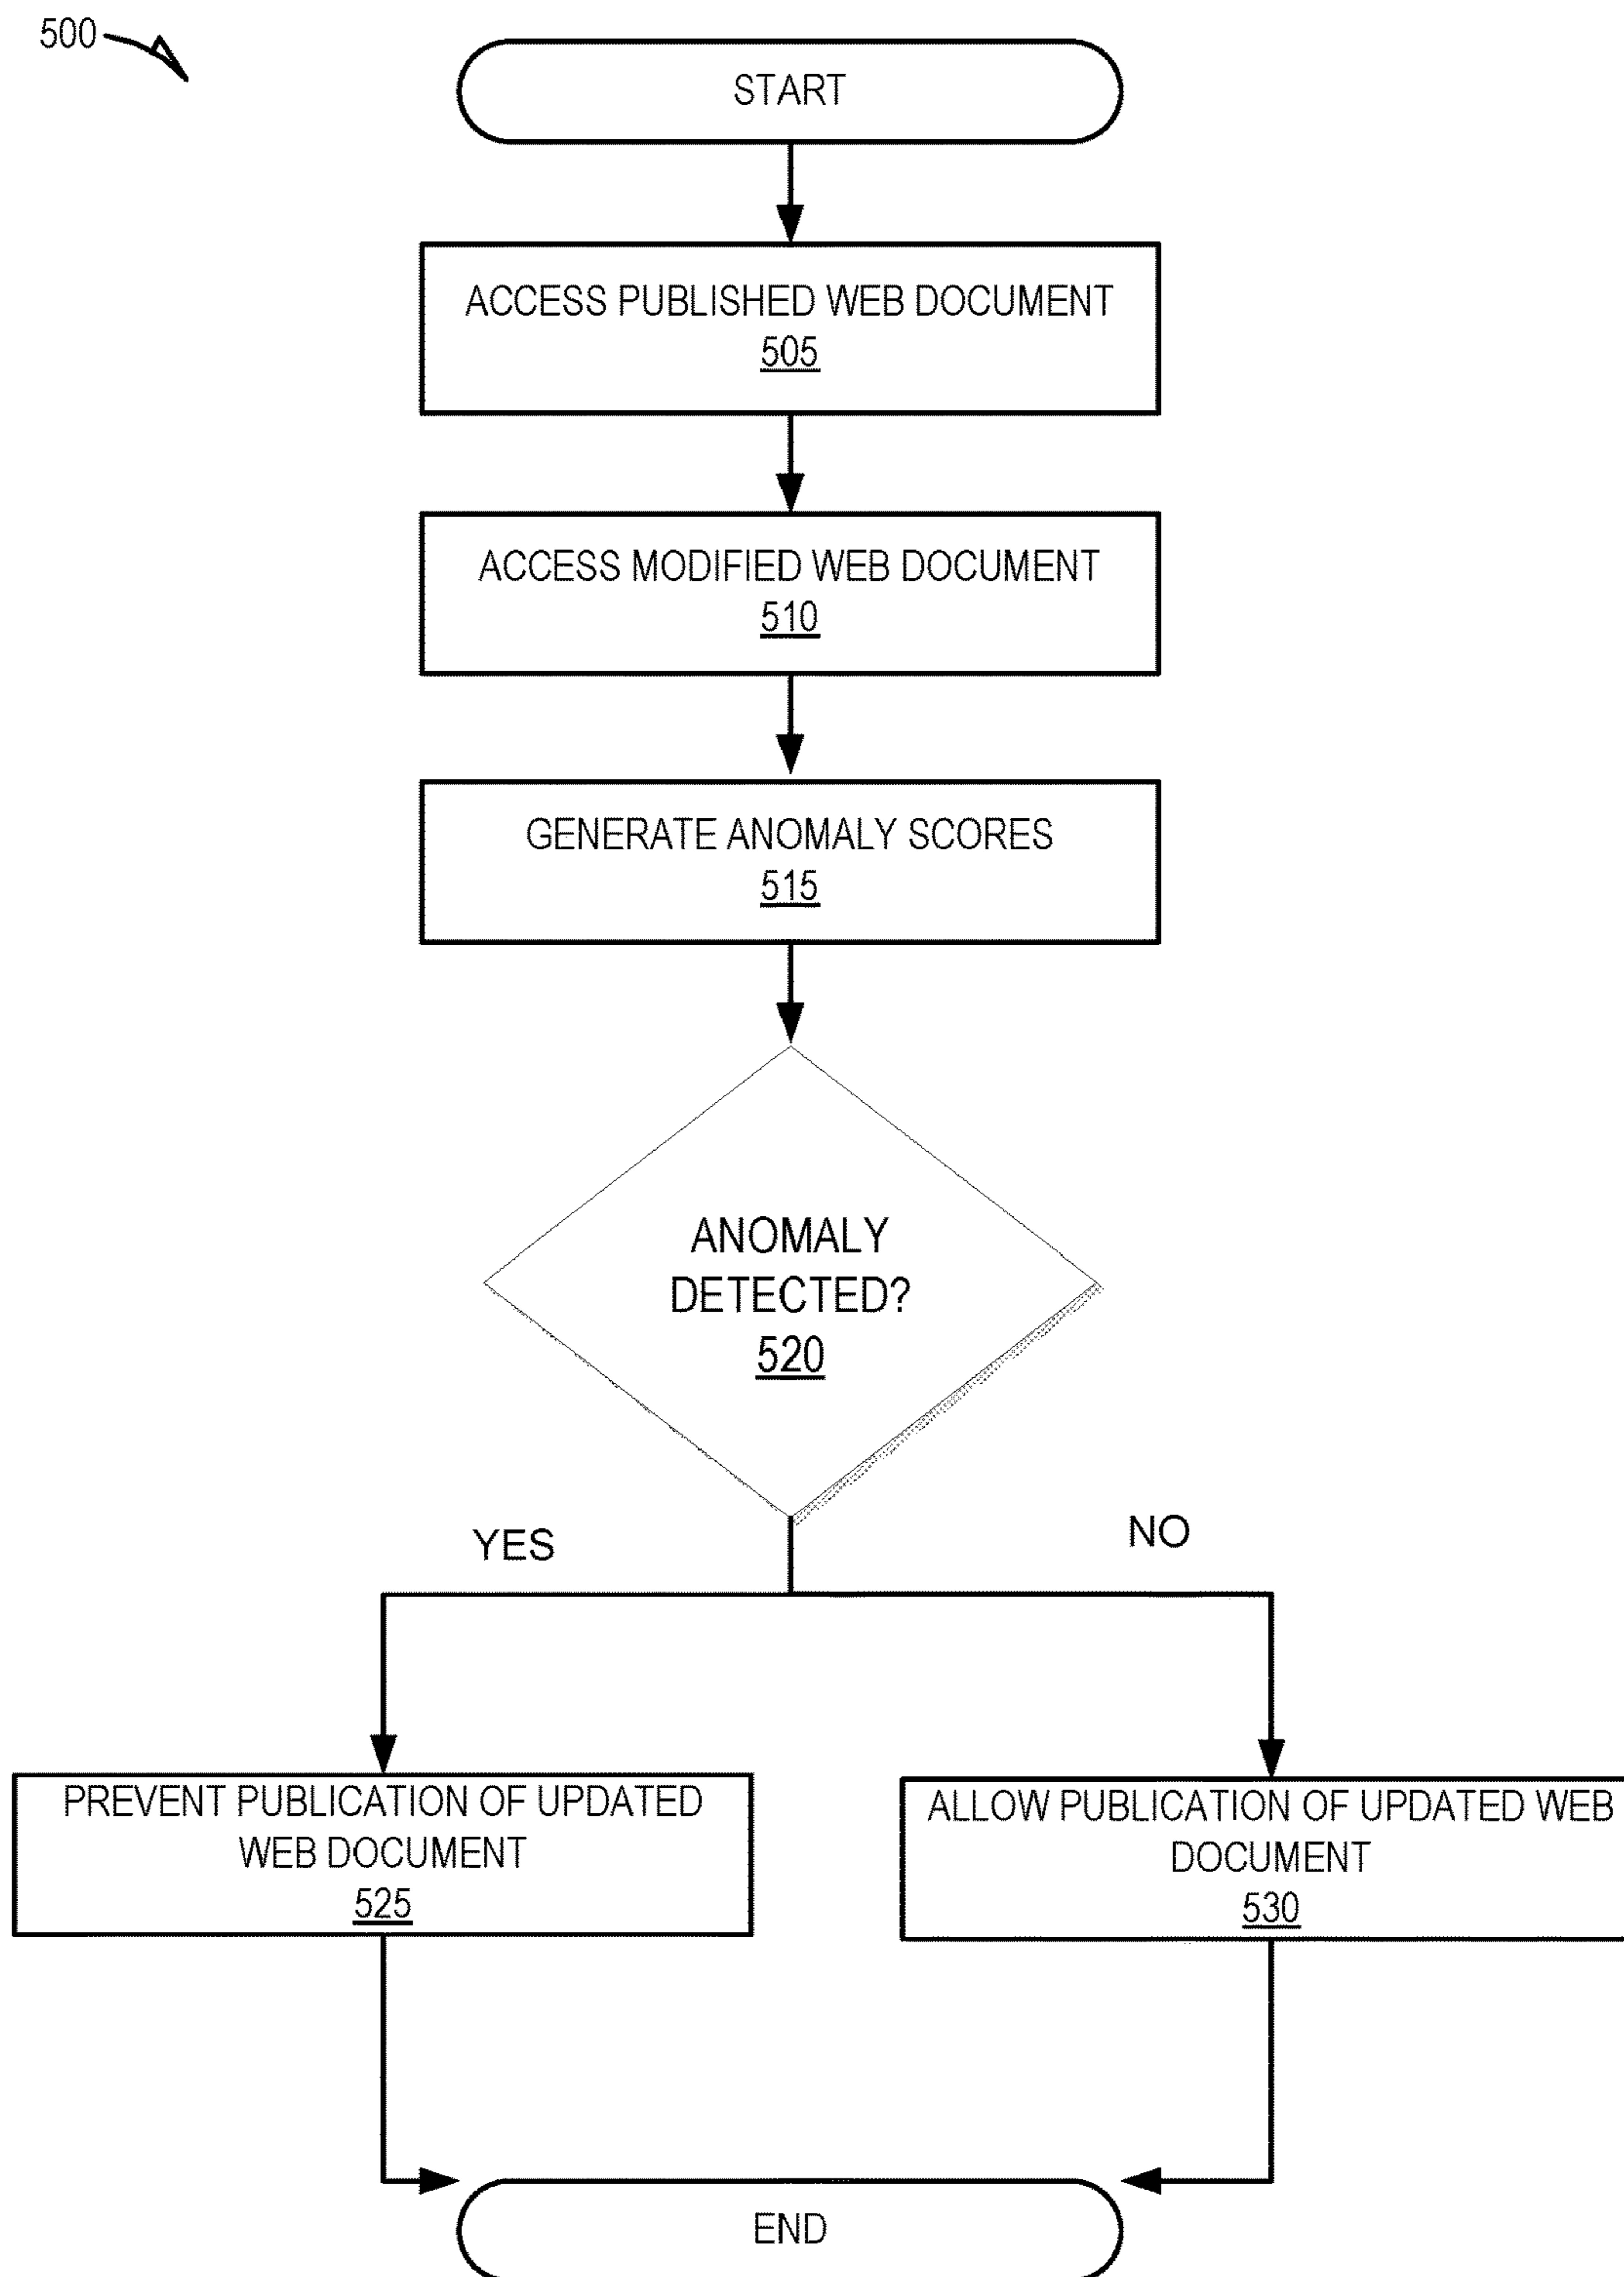 500
START
ACCESS PUBLISHED WEB DOCUMENT
505
ACCESS MODIFIED WEB DOCUMENT
510
GENERATE ANOMALY SCORES
515
ANOMALY
DETECTED?
520
YES
NO
PREVENT PUBLICATION OF UPDATED
WEB DOCUMENT
525
ALLOW PUBLICATION OF UPDATED WEB
DOCUMENT
530
END